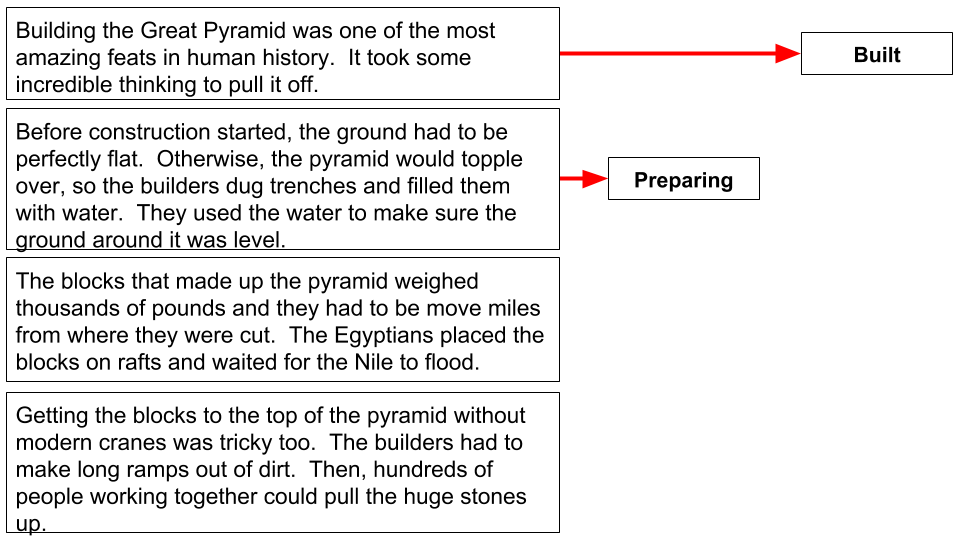 Building the Great Pyramid was one of the most
amazing feats in human history.  It took some
incredible thinking to pull it off.
Built
Before construction started, the ground had to be
perfectly flat.  Otherwise, the pyramid would topple
over, so the builders dug trenches and filled them
with water.  They used the water to make sure the
ground around it was level.
Preparing
The blocks that made up the pyramid weighed
thousands of pounds and they had to be move miles
from where they were cut.  The Egyptians placed the
blocks on rafts and waited for the Nile to flood.
Getting the blocks to the top of the pyramid without
modern cranes was tricky too.  The builders had to
make long ramps out of dirt.  Then, hundreds of
people working together could pull the huge stones
up.